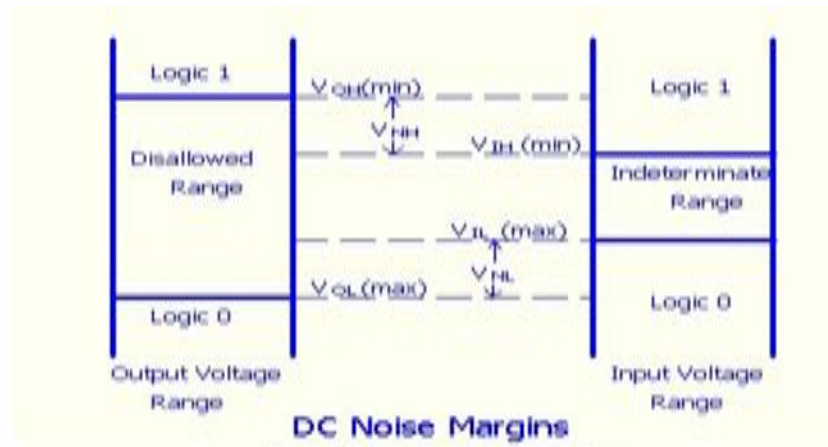 Logic 1
V OH(min)
Logic 1
V NH
V IH (min)
Disallowed
Range
Indeterminate
Range
V IL (max)
V NL
V OL(max)
Logic 0
Logic 0
Output Voltage
Range
Input Voltage
Range
DC Noise Margins